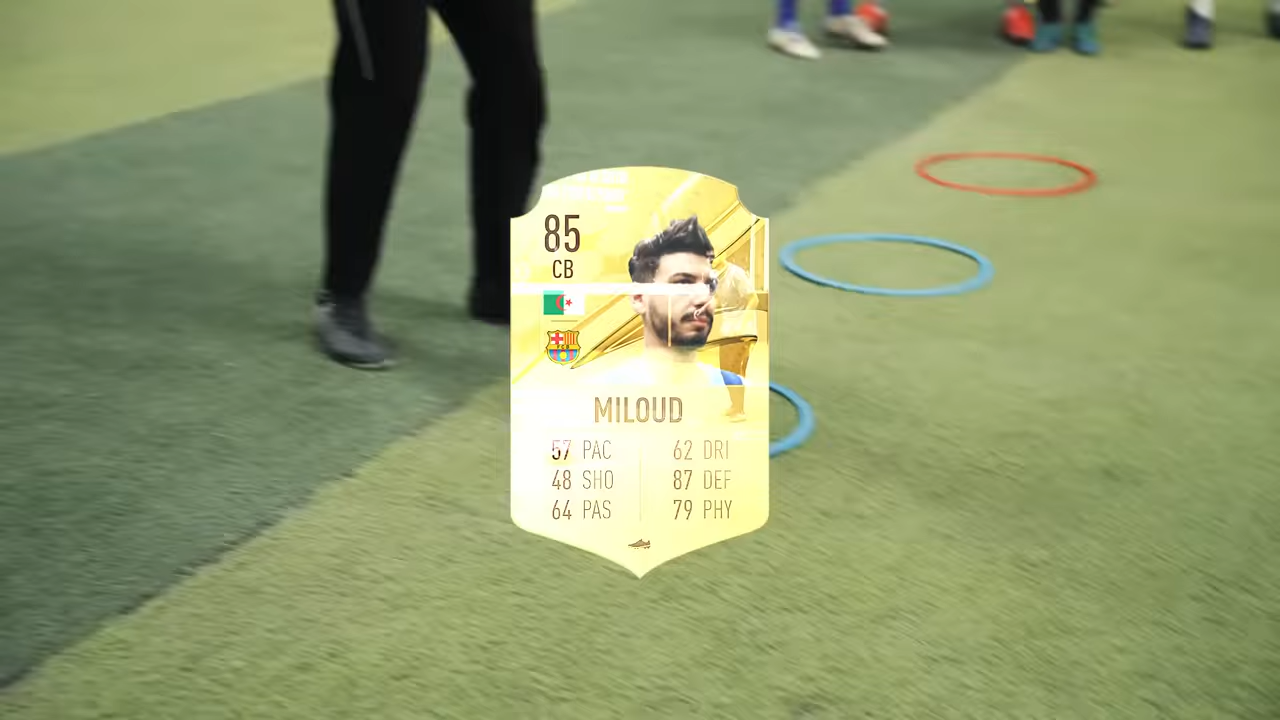 85
CB
MILOUD
57 PAC
48 SHO
64 PAS
62 DRI
87 DEF
79 PHY